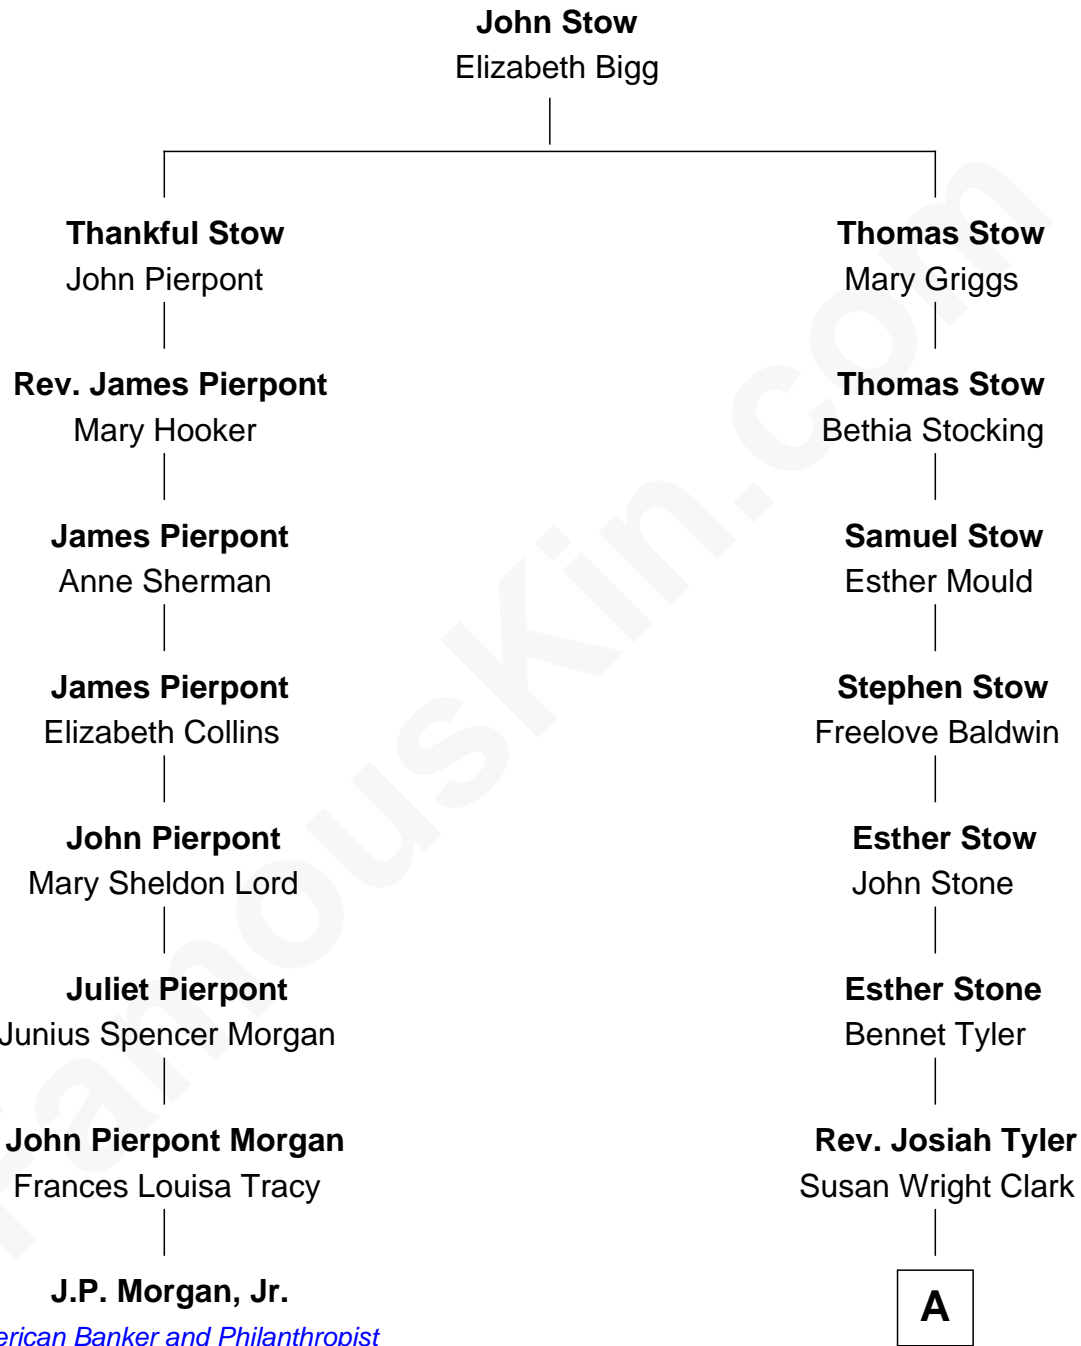 John Stow
Elizabeth Bigg
Thankful Stow
John Pierpont
Thomas Stow
Mary Griggs
Rev. James Pierpont
Mary Hooker
Thomas Stow
Bethia Stocking
James Pierpont
Anne Sherman
Samuel Stow
Esther Mould
James Pierpont
Elizabeth Collins
Stephen Stow
Freelove Baldwin
John Pierpont
Mary Sheldon Lord
Esther Stow
John Stone
Juliet Pierpont
Junius Spencer Morgan
Esther Stone
Bennet Tyler
John Pierpont Morgan
Frances Louisa Tracy
Rev. Josiah Tyler
Susan Wright Clark
J.P. Morgan, Jr.
erican Banker and Philanthropist
A
FamousKin.com